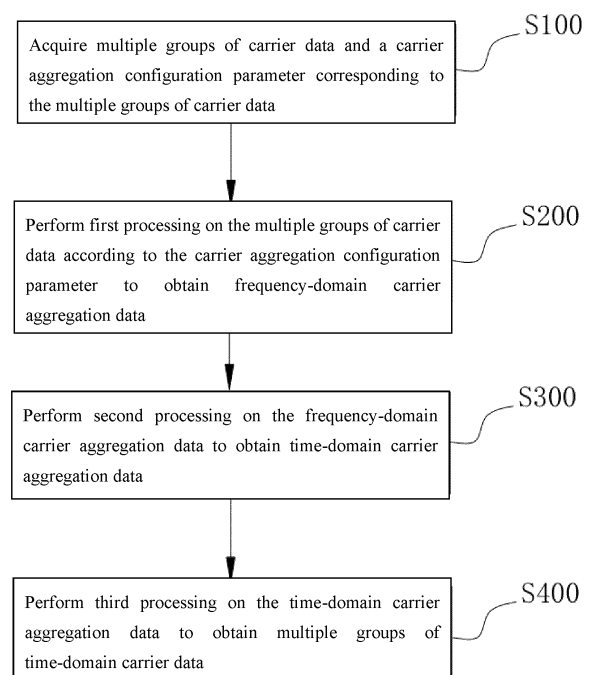 S100
Acquire multiple groups of carrier data and a carrier
aggregation configuration parameter corresponding to
the multiple groups of carrier data
S200
Perform first processing on the multiple groups of carrier
data according to the carrier aggregation configuration
parameter to obtain frequency-domain carrier
aggregation data
S300
Perform second processing on the frequency-domain
carrier aggregation data to obtain time-domain carrier
aggregation data
S400
Perform third processing on the time-domain carrier
aggregation data to obtain multiple groups of
time-domain carrier data